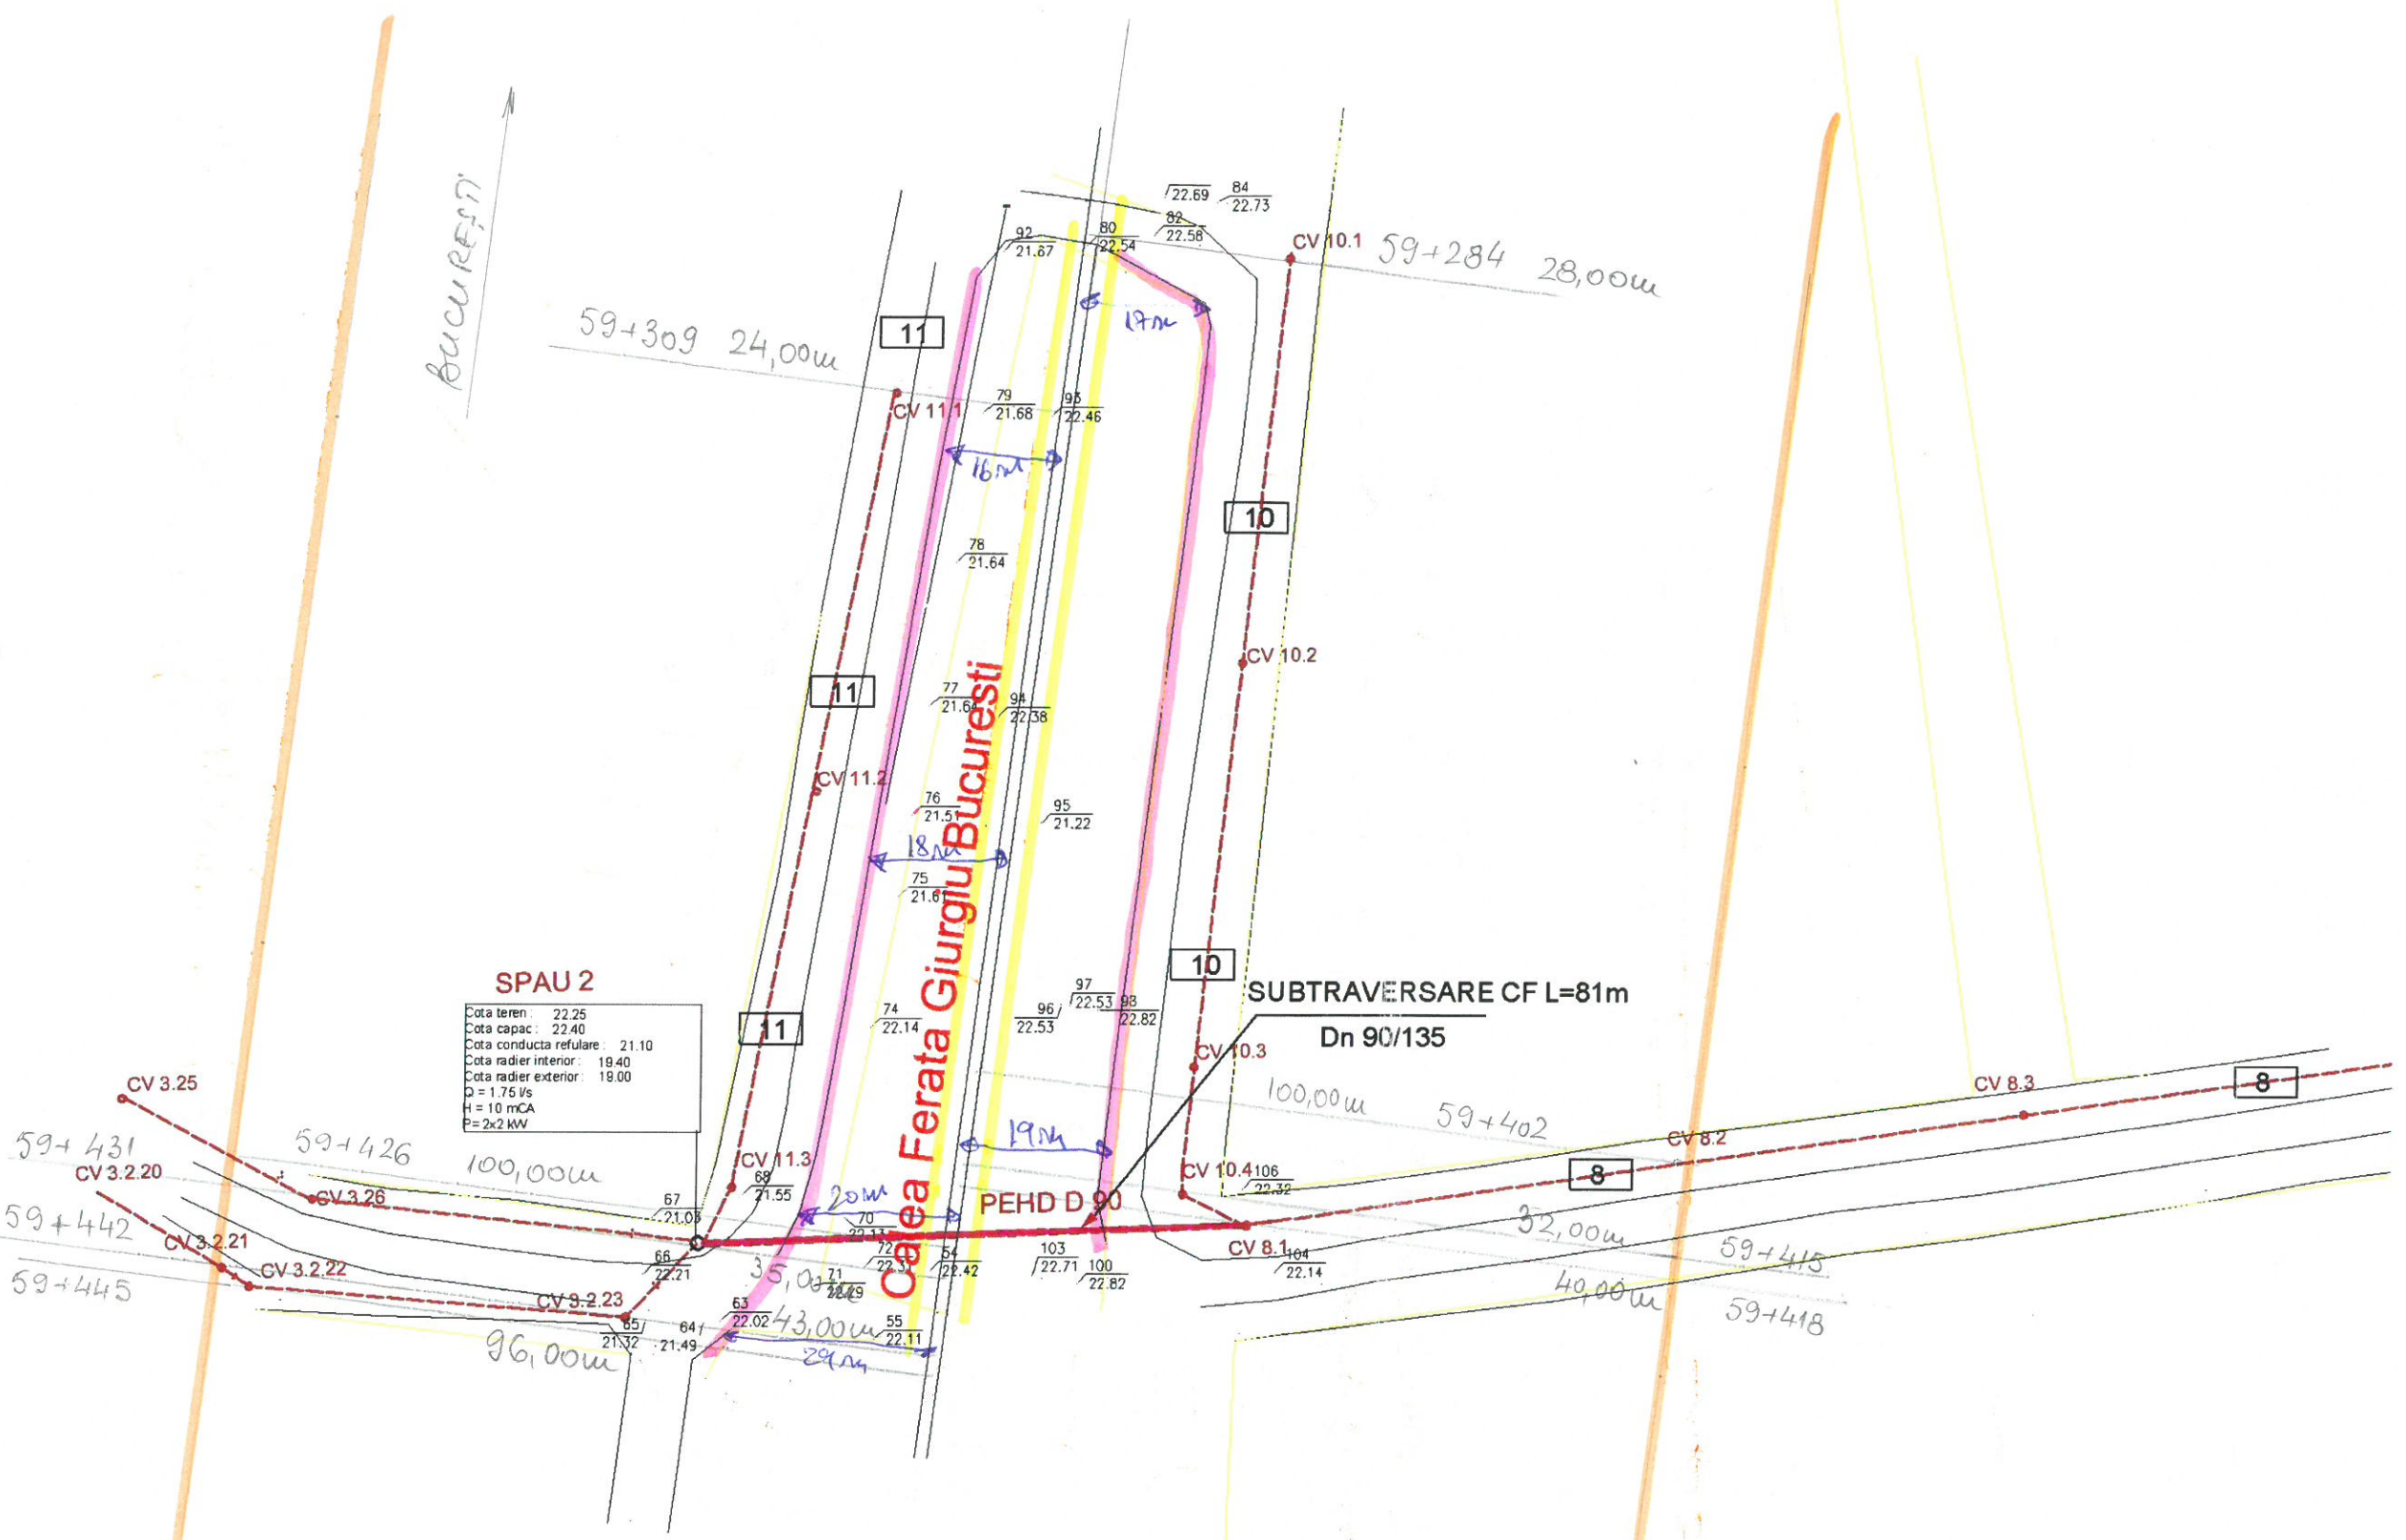 22.69
84
22.73
82
22.58
80
22.54
92
21.67
CV 10.1
59+284 28,00m
BUCUREȘTI
17m
11
59+309 24,00m
CV 11.1
79
21.68
93
22.46
16m
10
78
21.64
CV 10.2
11
77
21.64
94
22.38
CV 11.2
76
21.51
95
21.22
18m
75
21.61
Calea Ferata Giurgiu Bucuresti
10
SPAU 2
Cota teren : 22.25
Cota capac : 22.40
Cota conducta refulare : 21.10
Cota radier interior : 19.40
Cota radier exterior : 19.00
Q = 1.75 l/s
H = 10 mCA
P = 2x2 kW
11
74
22.14
96
22.53
97
22.53
98
22.82
SUBTRAVERSARE CF L=81m
Dn 90/135
CV 10.3
CV 3.25
100,00m 59+402
CV 8.3
8
59+431
59+426 100,00m
19m
CV 8.2
CV 3.2.20
CV 3.26
CV 11.3
68
21.55
CV 10.4
106
22.32
8
67
21.03
20m
PEHD D 90
70
59+442
CV 3.2.21
CV 3.2.22
66
22.21
35,00m
72
71
54
22.42
103
22.71
100
22.82
CV 8.1
104
22.14
32,00m
59+415
59+445
CV 3.2.23
40,00m
59+418
65
21.32
64
21.49
63
22.02
43,00m
55
22.11
96,00m
29m